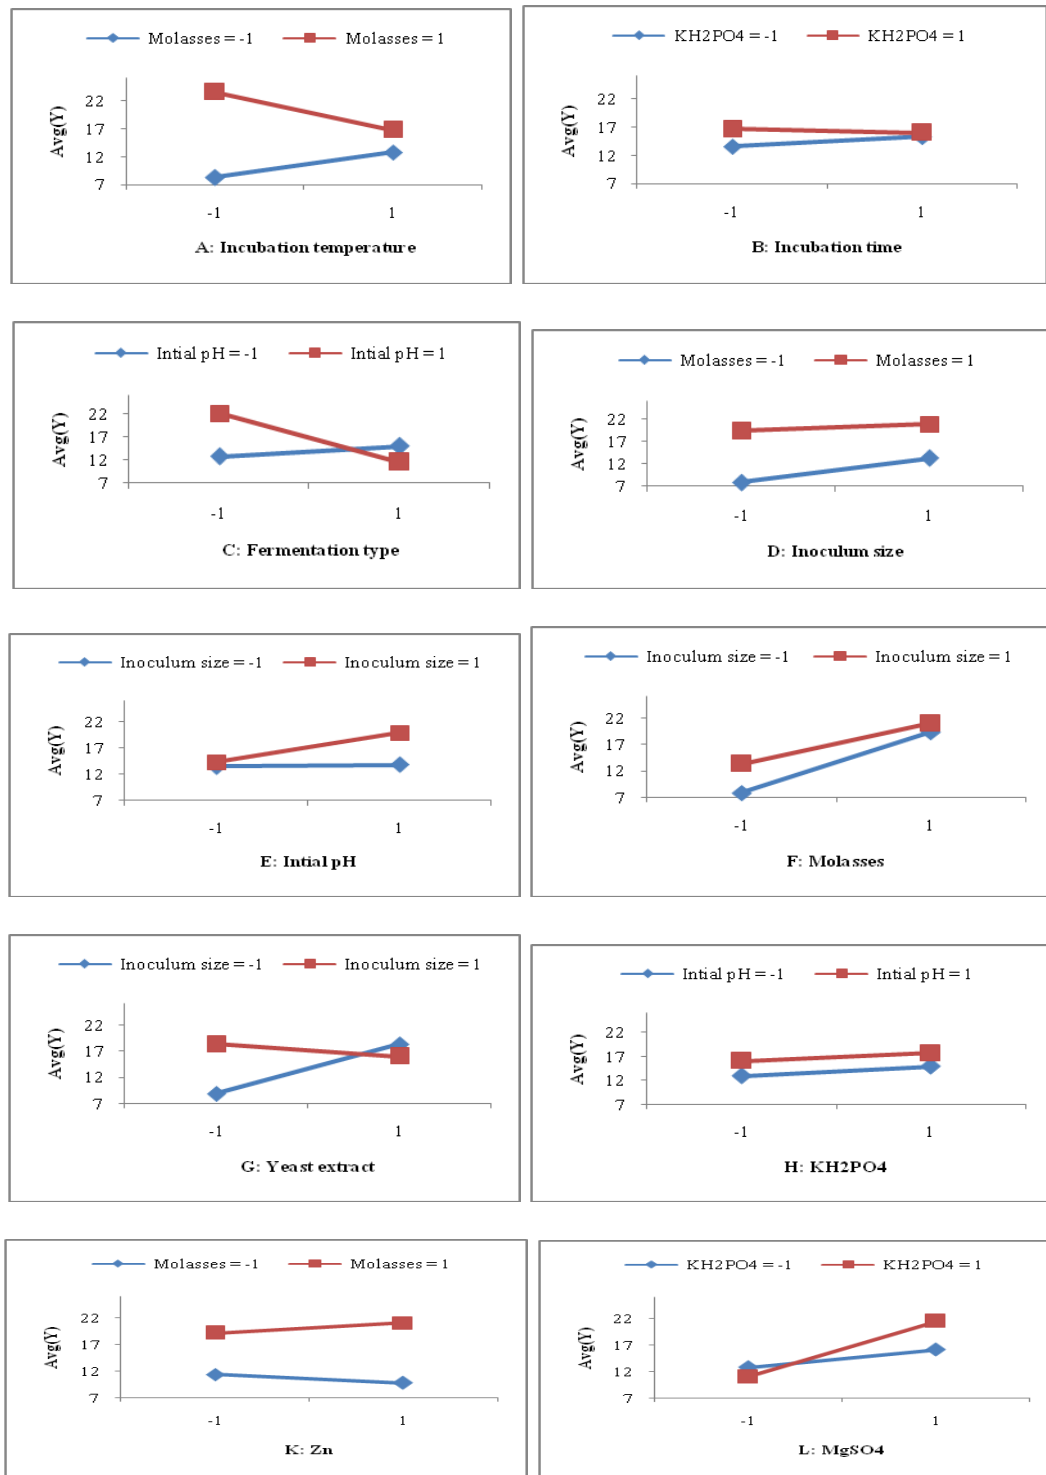 Molasses = -1 Molasses = 1
Avg(Y)
22
17
12
7
-1 1
A: Incubation temperature
KH2PO4 = -1 KH2PO4 = 1
Avg(Y)
22
17
12
7
-1 1
B: Incubation time
Intial pH = -1 Intial pH = 1
Avg(Y)
22
17
12
7
-1 1
C: Fermentation type
Molasses = -1 Molasses = 1
Avg(Y)
22
17
12
7
-1 1
D: Inoculum size
Inoculum size = -1 Inoculum size = 1
Avg(Y)
22
17
12
7
-1 1
E: Intial pH
Inoculum size = -1 Inoculum size = 1
Avg(Y)
22
17
12
7
-1 1
F: Molasses
Inoculum size = -1 Inoculum size = 1
Avg(Y)
22
17
12
7
-1 1
G: Yeast extract
Intial pH = -1 Intial pH = 1
Avg(Y)
22
17
12
7
-1 1
H: KH2PO4
Molasses = -1 Molasses = 1
Avg(Y)
22
17
12
7
-1 1
K: Zn
KH2PO4 = -1 KH2PO4 = 1
Avg(Y)
22
17
12
7
-1 1
L: MgSO4